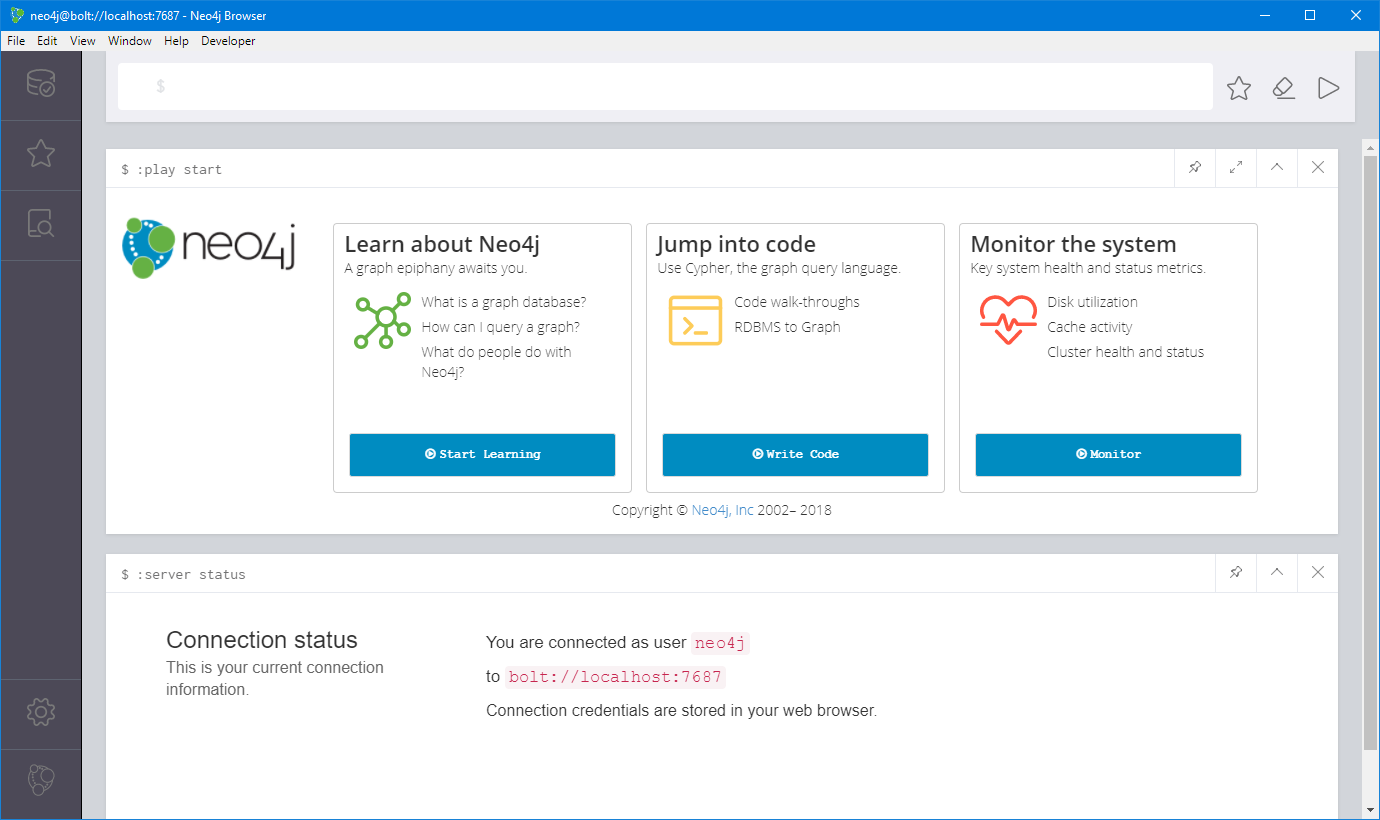 neo4j@bolt://localhost:7687 - Neo4j Browser
File Edit View Window Help Developer
$
$ :play start
neo4j
Learn about Neo4j
A graph epiphany awaits you.
What is a graph database?
How can I query a graph?
What do people do with
Neo4j?
Start Learning
Jump into code
Use Cypher, the graph query language.
Code walk-throughs
RDBMS to Graph
Write Code
Monitor the system
Key system health and status metrics.
Disk utilization
Cache activity
Cluster health and status
Monitor
Copyright © Neo4j, Inc 2002– 2018
$ :server status
Connection status
This is your current connection
information.
You are connected as user neo4j
to bolt://localhost:7687
Connection credentials are stored in your web browser.